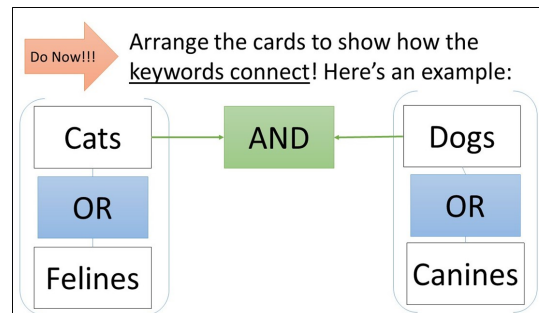 Do Now!!!
Arrange the cards to show how the
keywords connect! Here’s an example:
Cats
AND
Dogs
OR
OR
Felines
Canines